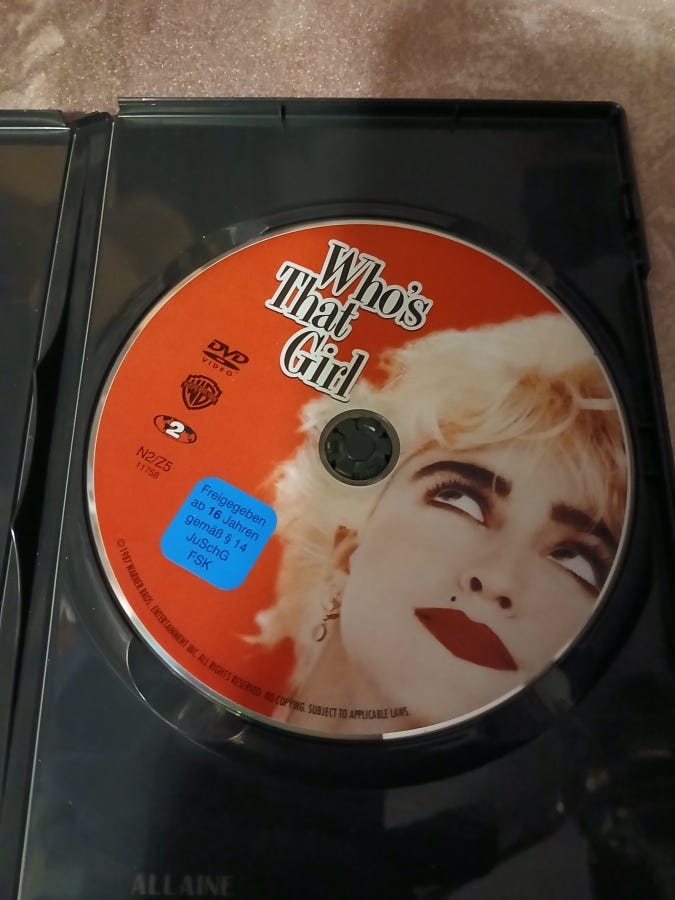 Who's
That
Girl
DVD
VIDEO
WB
2
N2/Z5
11758
Freigegeben
ab 16 Jahren
gemäß § 14
JuSchG
FSK
© 1987 WARNER BROS. ENTERTAINMENT INC. ALL RIGHTS RESERVED. NO COPYING. SUBJECT TO APPLICABLE LAWS.
ALLAINE